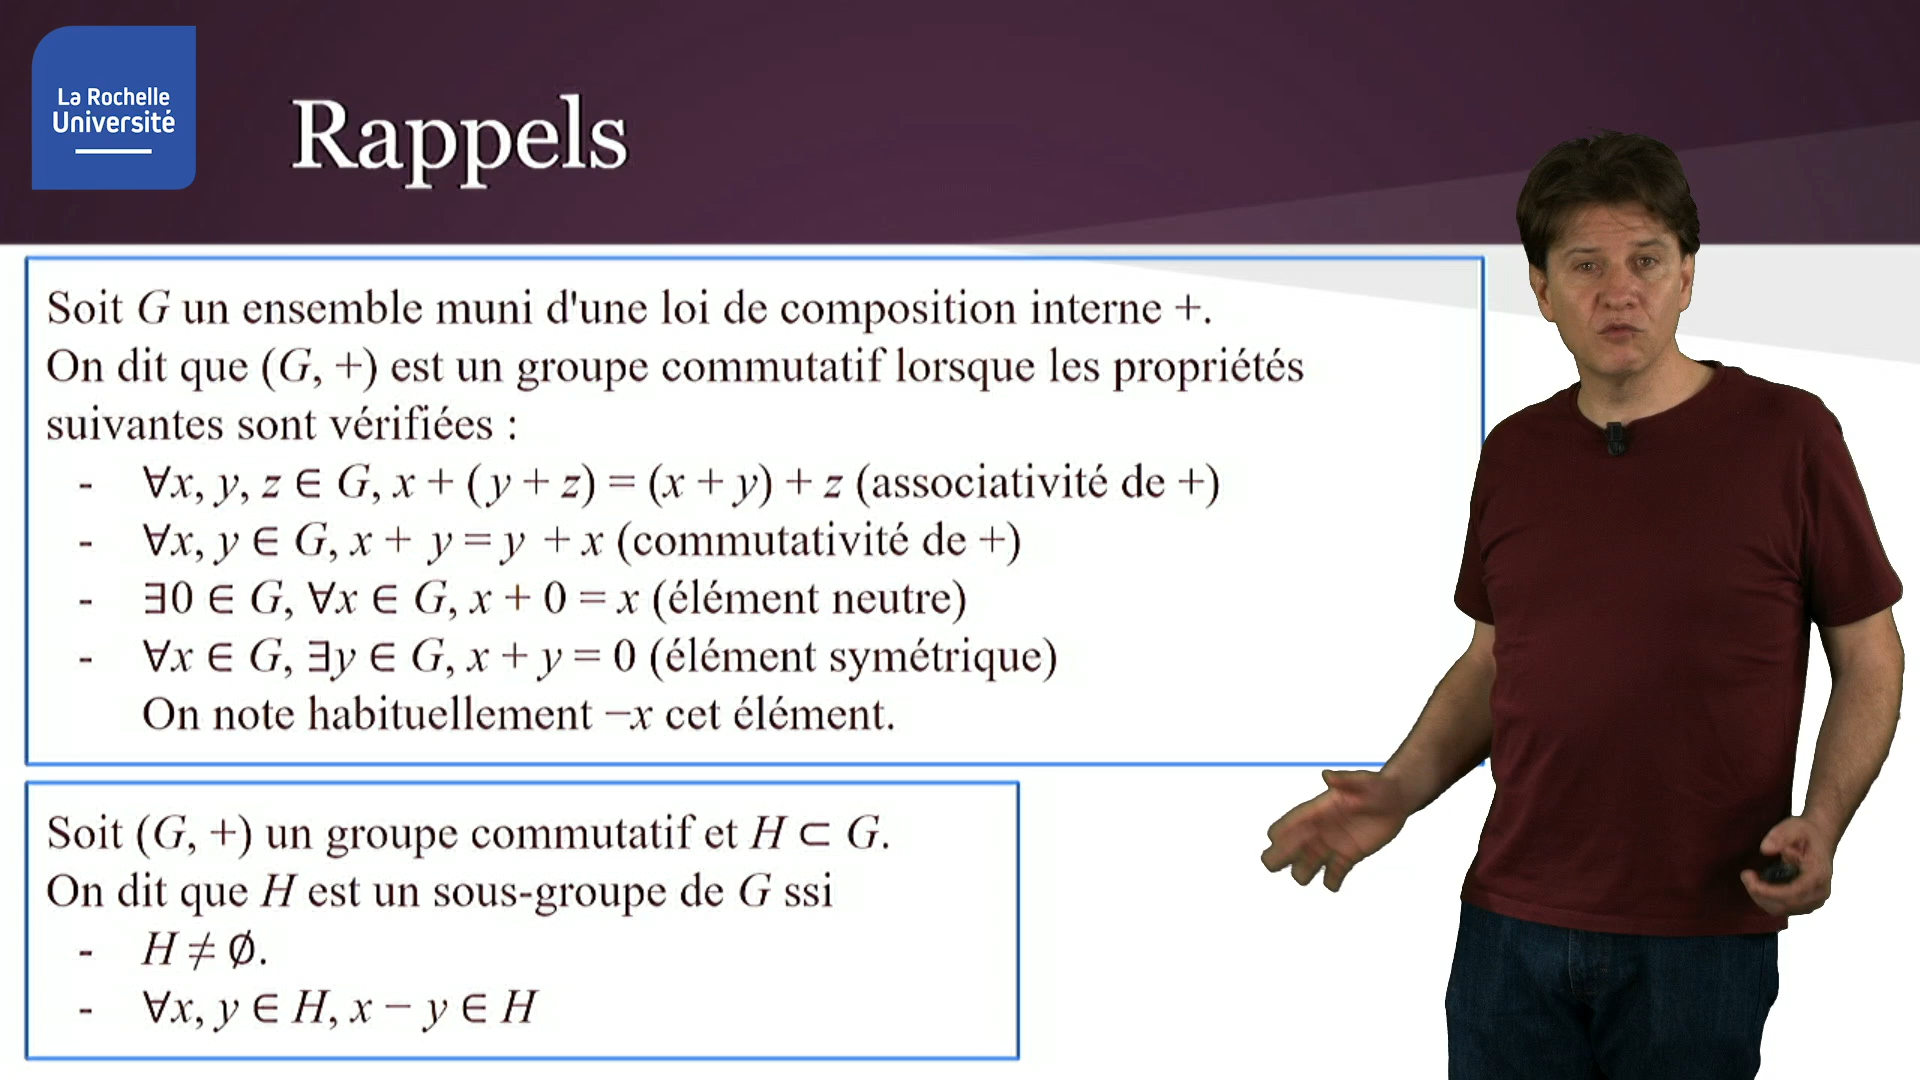 La Rochelle
Université
Rappels
Soit G un ensemble muni d'une loi de composition interne +.
On dit que (G, +) est un groupe commutatif lorsque les propriétés
suivantes sont vérifiées :
- ∀x, y, z ∈ G, x + (y + z) = (x + y) + z (associativité de +)
- ∀x, y ∈ G, x + y = y + x (commutativité de +)
- ∃0 ∈ G, ∀x ∈ G, x + 0 = x (élément neutre)
- ∀x ∈ G, ∃y ∈ G, x + y = 0 (élément symétrique)
On note habituellement −x cet élément.
Soit (G, +) un groupe commutatif et H ⊂ G.
On dit que H est un sous-groupe de G ssi
- H ≠ ∅.
- ∀x, y ∈ H, x − y ∈ H